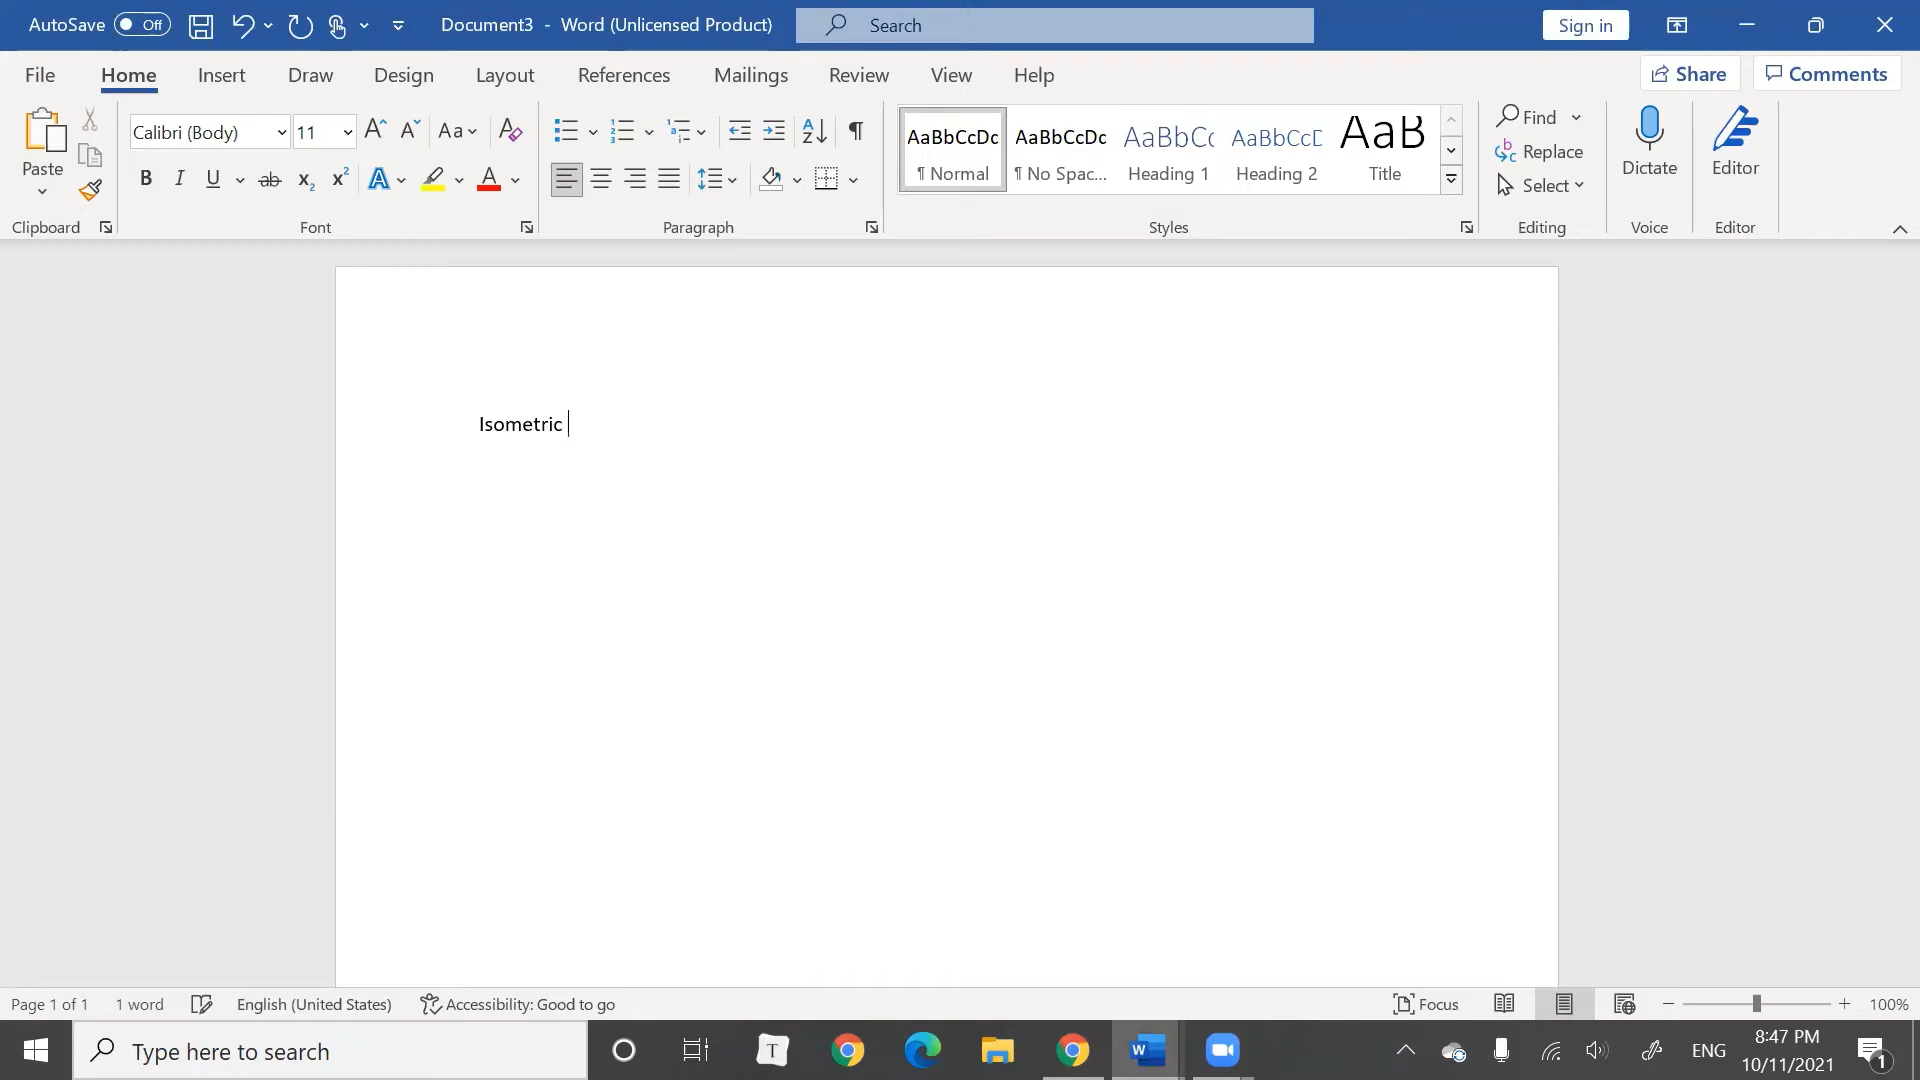 AutoSave Off Document3 - Word (Unlicensed Product) Search Sign in
File Home Insert Draw Design Layout References Mailings Review View Help Share Comments
Paste
Clipboard
Calibri (Body) 11
Font
Paragraph
AaBbCcDc AaBbCcDc AaBbCc AaBbCcD AaB
¶ Normal ¶ No Spac... Heading 1 Heading 2 Title
Styles
Find
Replace
Select
Editing
Dictate
Voice
Editor
Editor
Isometric
Page 1 of 1 1 word English (United States) Accessibility: Good to go Focus 100%
Type here to search ENG 8:47 PM
10/11/2021 1